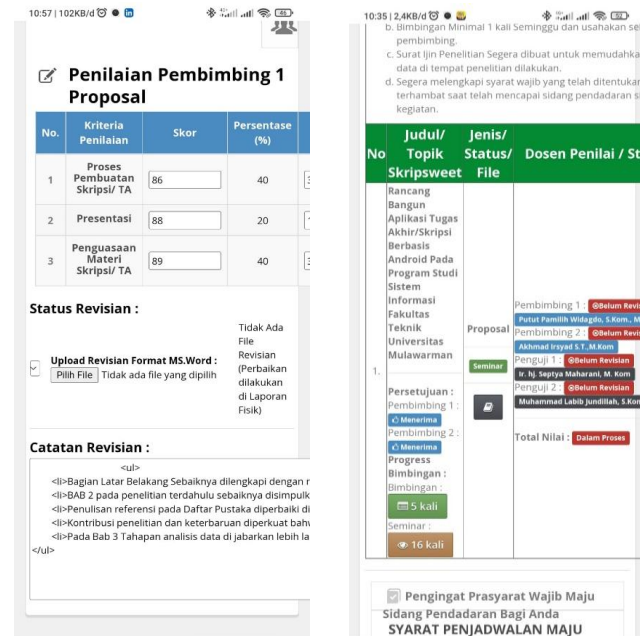 10:57 | 102KB/d
Penilaian Pembimbing 1
Proposal
No.
Kriteria
Penilaian
Skor
Persentase
(%)
1
Proses
Pembuatan
Skripsi/ TA
86
40
2
Presentasi
88
20
3
Penguasaan
Materi
Skripsi/ TA
89
40
Status Revisian :
Upload Revisian Format MS.Word :
Pilih File Tidak ada file yang dipilih
Tidak Ada
File
Revisian
(Perbaikan
dilakukan
di Laporan
Fisik)
Catatan Revisian :
<ul>
<li>Bagian Latar Belakang Sebaiknya dilengkapi dengan
<li>BAB 2 pada penelitian terdahulu sebaiknya disimpulk
<li>Penulisan referensi pada Daftar Pustaka diperbaiki di
<li>Kontribusi penelitian dan keterbaruan diperkuat bahw
<li>Pada Bab 3 Tahapan analisis data di jabarkan lebih la
</ul>
10:35 | 2,4KB/d
b. Bimbingan Minimal 1 kali Seminggu dan usahakan se
pembimbing.
c. Surat Ijin Penelitian Segera dibuat untuk memudahka
data di tempat penelitian dilakukan.
d. Segera melengkapi syarat wajib yang telah ditentukan
terhambat saat telah mencapai sidang pendadaran s
kegiatan.
No
Judul/
Topik
Skripsweet
Jenis/
Status/
File
Dosen Penilai / St
1.
Rancang
Bangun
Aplikasi Tugas
Akhir/Skripsi
Berbasis
Android Pada
Program Studi
Sistem
Informasi
Fakultas
Teknik
Universitas
Mulawarman
Persetujuan :
Pembimbing 1 :
Menerima
Pembimbing 2 :
Menerima
Progress
Bimbingan :
Bimbingan :
5 kali
Seminar :
16 kali
Proposal
Seminar
Pembimbing 1 : Belum Revis
Putut Pamilih Widagdo, S.Kom., M
Pembimbing 2 : Belum Revis
Akhmad Irsyad S.T.,M.Kom
Penguji 1 : Belum Revisian
Ir. hj. Septya Maharani, M. Kom
Penguji 2 : Belum Revisian
Muhammad Labib Jundillah, S.Kon
Total Nilai : Dalam Proses
Pengingat Prasyarat Wajib Maju
Sidang Pendadaran Bagi Anda
SYARAT PENJADWALAN MAJU